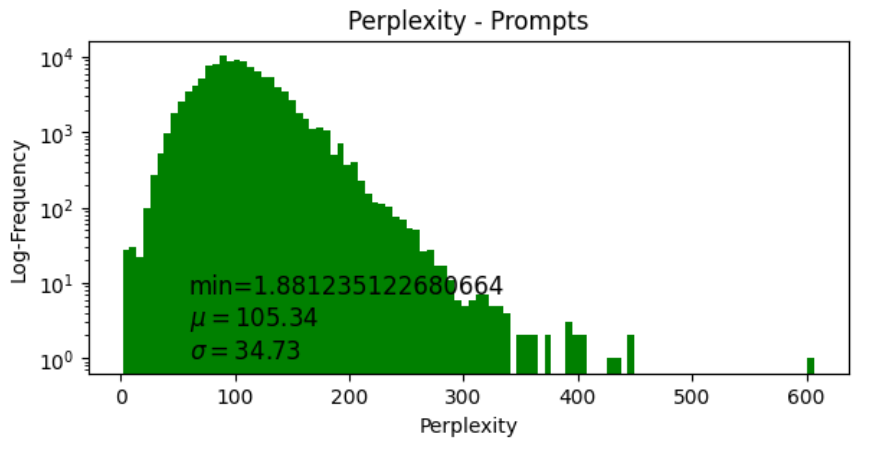 Perplexity - Prompts
Log-Frequency
10⁴
10³
10²
10¹
10⁰
min=1.881235122680664
μ = 105.34
σ = 34.73
0 100 200 300 400 500 600
Perplexity